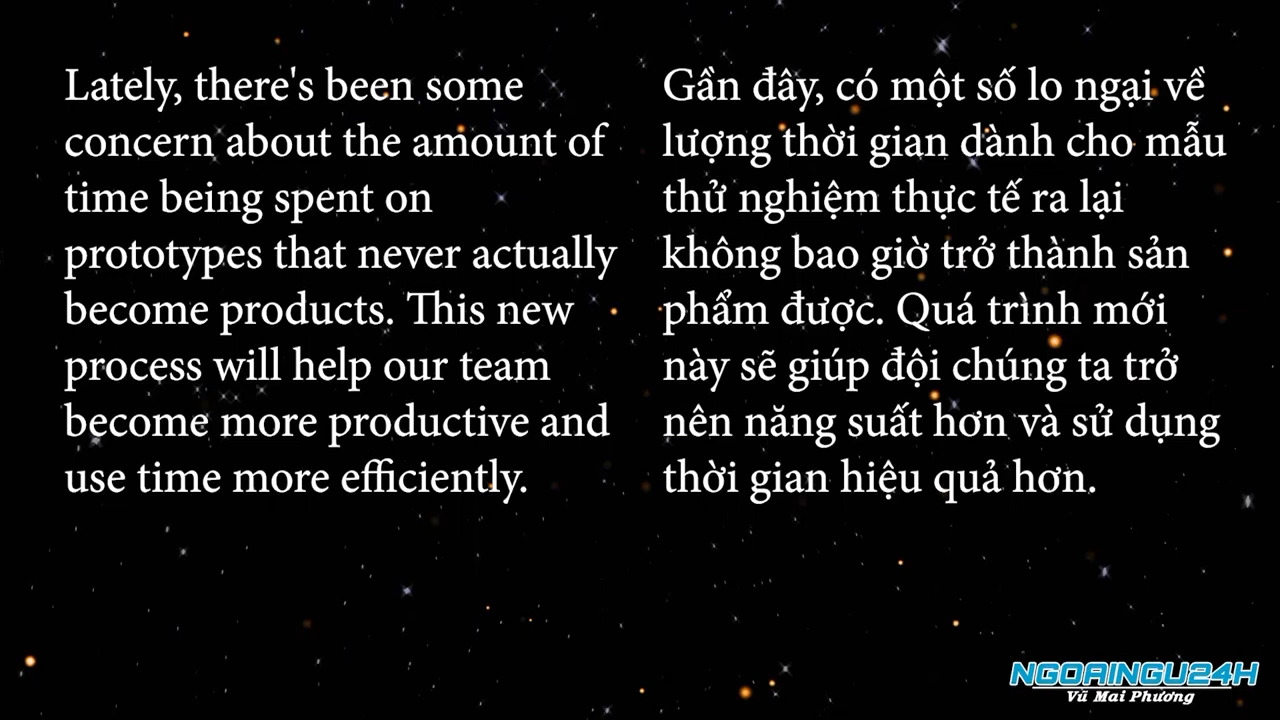 Lately, there's been some
concern about the amount of
time being spent on
prototypes that never actually
become products. This new
process will help our team
become more productive and
use time more efficiently.
Gần đây, có một số lo ngại về
lượng thời gian dành cho mẫu
thử nghiệm thực tế ra lại
không bao giờ trở thành sản
phẩm được. Quá trình mới
này sẽ giúp đội chúng ta trở
nên năng suất hơn và sử dụng
thời gian hiệu quả hơn.
NGOAINGU24H
Vũ Mai Phương